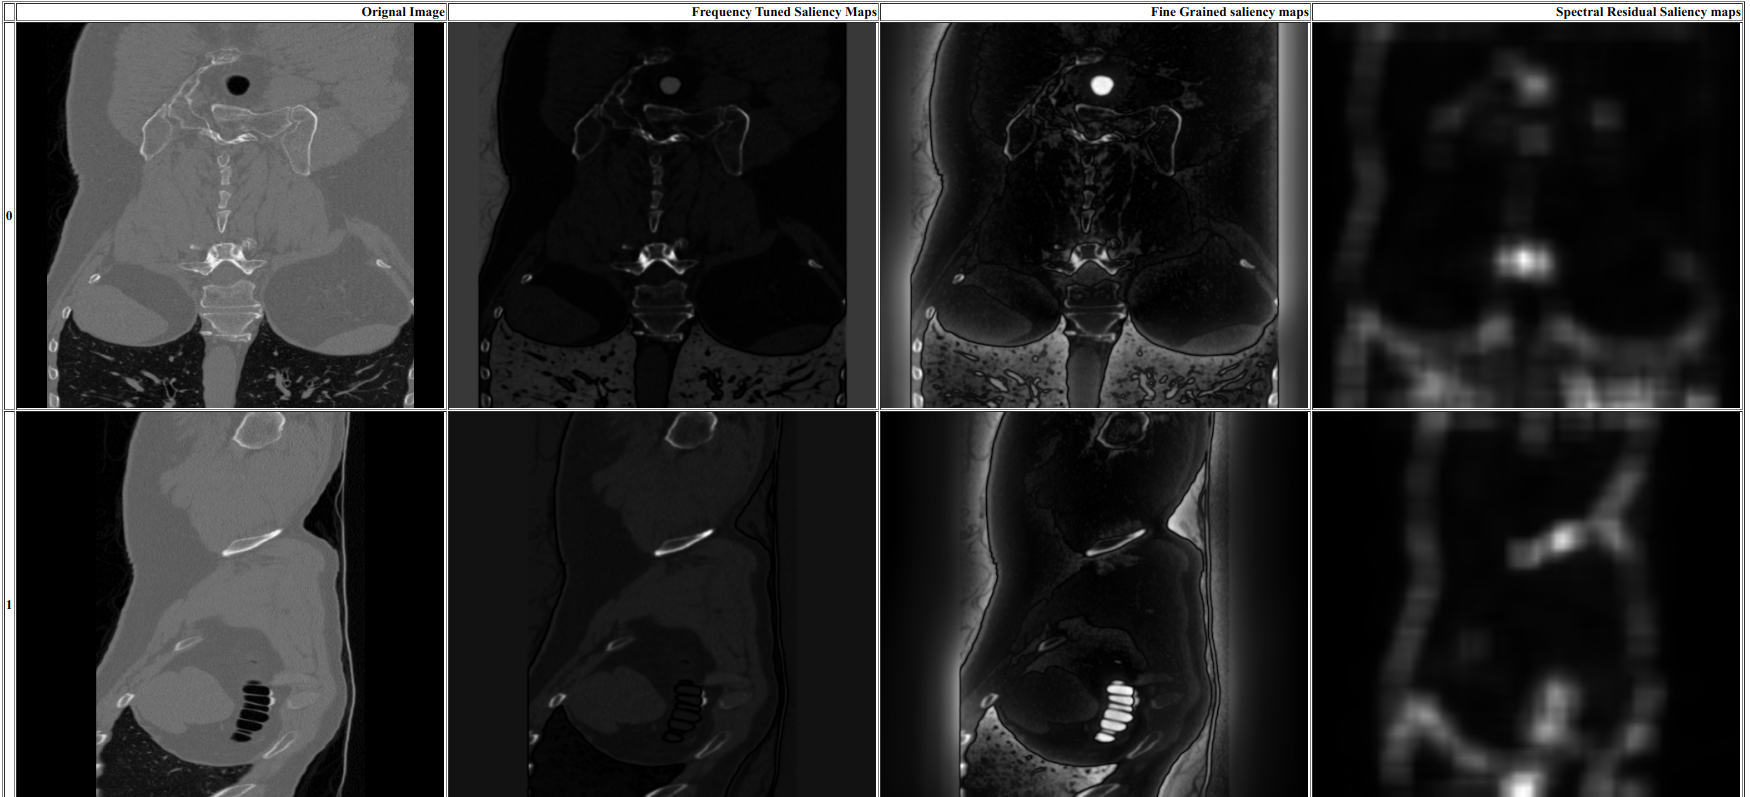 Orignal Image
Frequency Tuned Saliency Maps
Fine Grained saliency maps
Spectral Residual Saliency maps
0
1